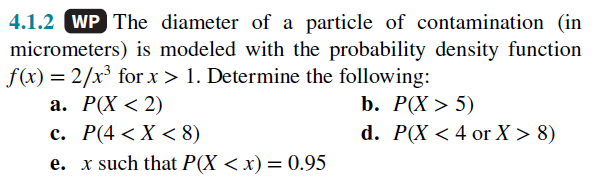 4.1.2 WP The diameter of a particle of contamination (in
micrometers) is modeled with the probability density function
f(x) = 2/x³ for x > 1. Determine the following:
a. P(X < 2) b. P(X > 5)
c. P(4 < X < 8) d. P(X < 4 or X > 8)
e. x such that P(X < x) = 0.95